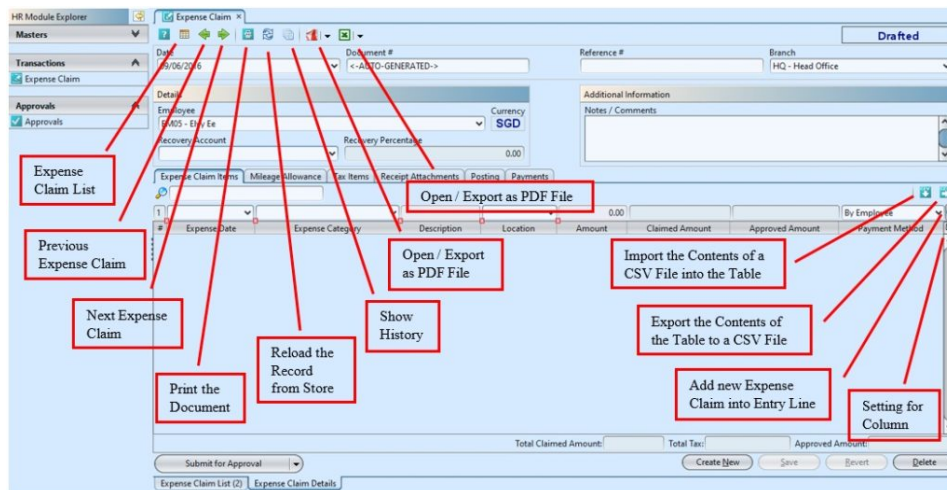 HR Module Explorer
Expense Claim
Masters
Drafted
Date
Document #
Reference #
Branch
09/06/2016
<-AUTO-GENERATED->
HQ - Head Office
Transactions
Expense Claim
Approvals
Approvals
Details
Additional Information
Employee
Currency
Notes / Comments
SGD
Recovery Account
Recovery Percentage
0.00
Expense Claim Items
Mileage Allowance
Tax Items
Receipt Attachments
Posting
Payments
1
0.00
By Employee
# Expense Date Expense Category Description Location Amount Claimed Amount Approved Amount Payment Method
Expense
Claim List
Open / Export as PDF File
Previous
Expense Claim
Open / Export
as PDF File
Import the Contents of a
CSV File into the Table
Next Expense
Claim
Show
History
Export the Contents of
the Table to a CSV File
Reload the
Record
from Store
Print the
Document
Add new Expense
Claim into Entry Line
Setting for
Column
Total Claimed Amount:
Total Tax:
Approved Amount:
Submit for Approval
Create New
Save
Revert
Delete
Expense Claim List (2)
Expense Claim Details